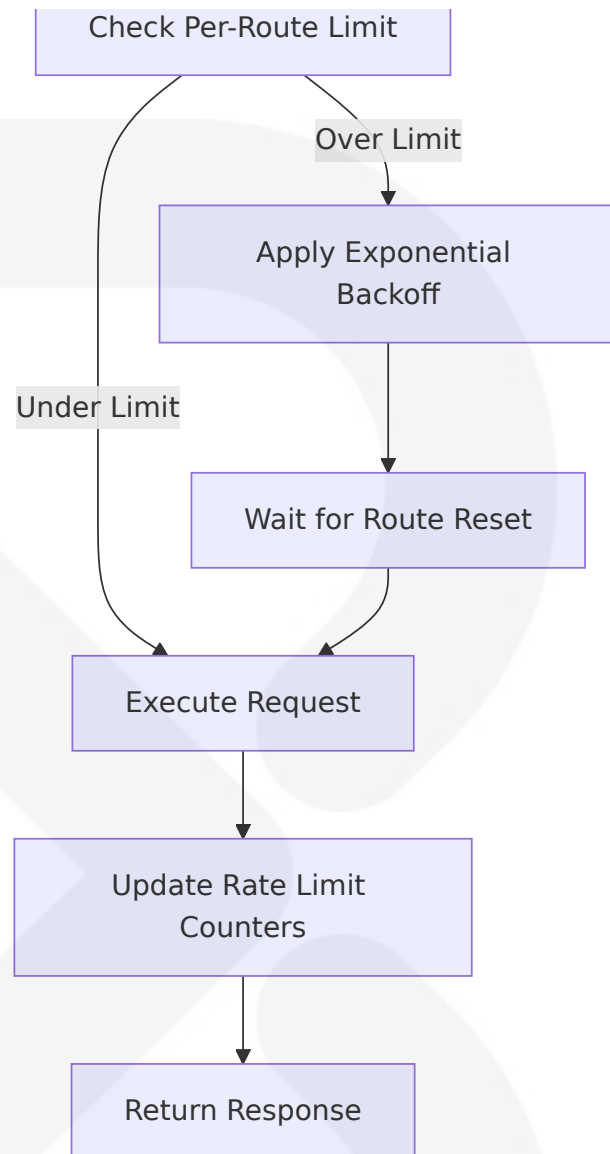 Check Per-Route Limit
Over Limit
Apply Exponential
Backoff
Under Limit
Wait for Route Reset
Execute Request
Update Rate Limit
Counters
Return Response